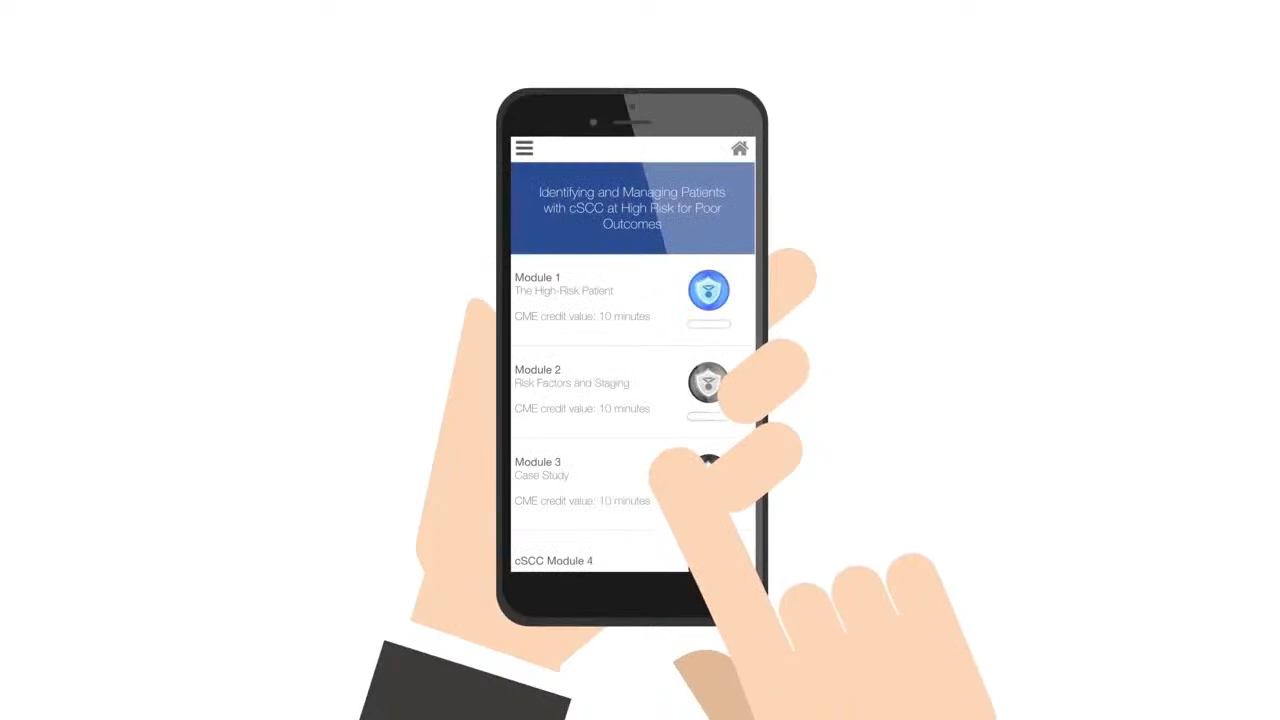 Identifying and Managing Patients
with cSCC at High Risk for Poor
Outcomes
Module 1
The High-Risk Patient
CME credit value: 10 minutes
Module 2
Risk Factors and Staging
CME credit value: 10 minutes
Module 3
Case Study
CME credit value: 10 minutes
cSCC Module 4